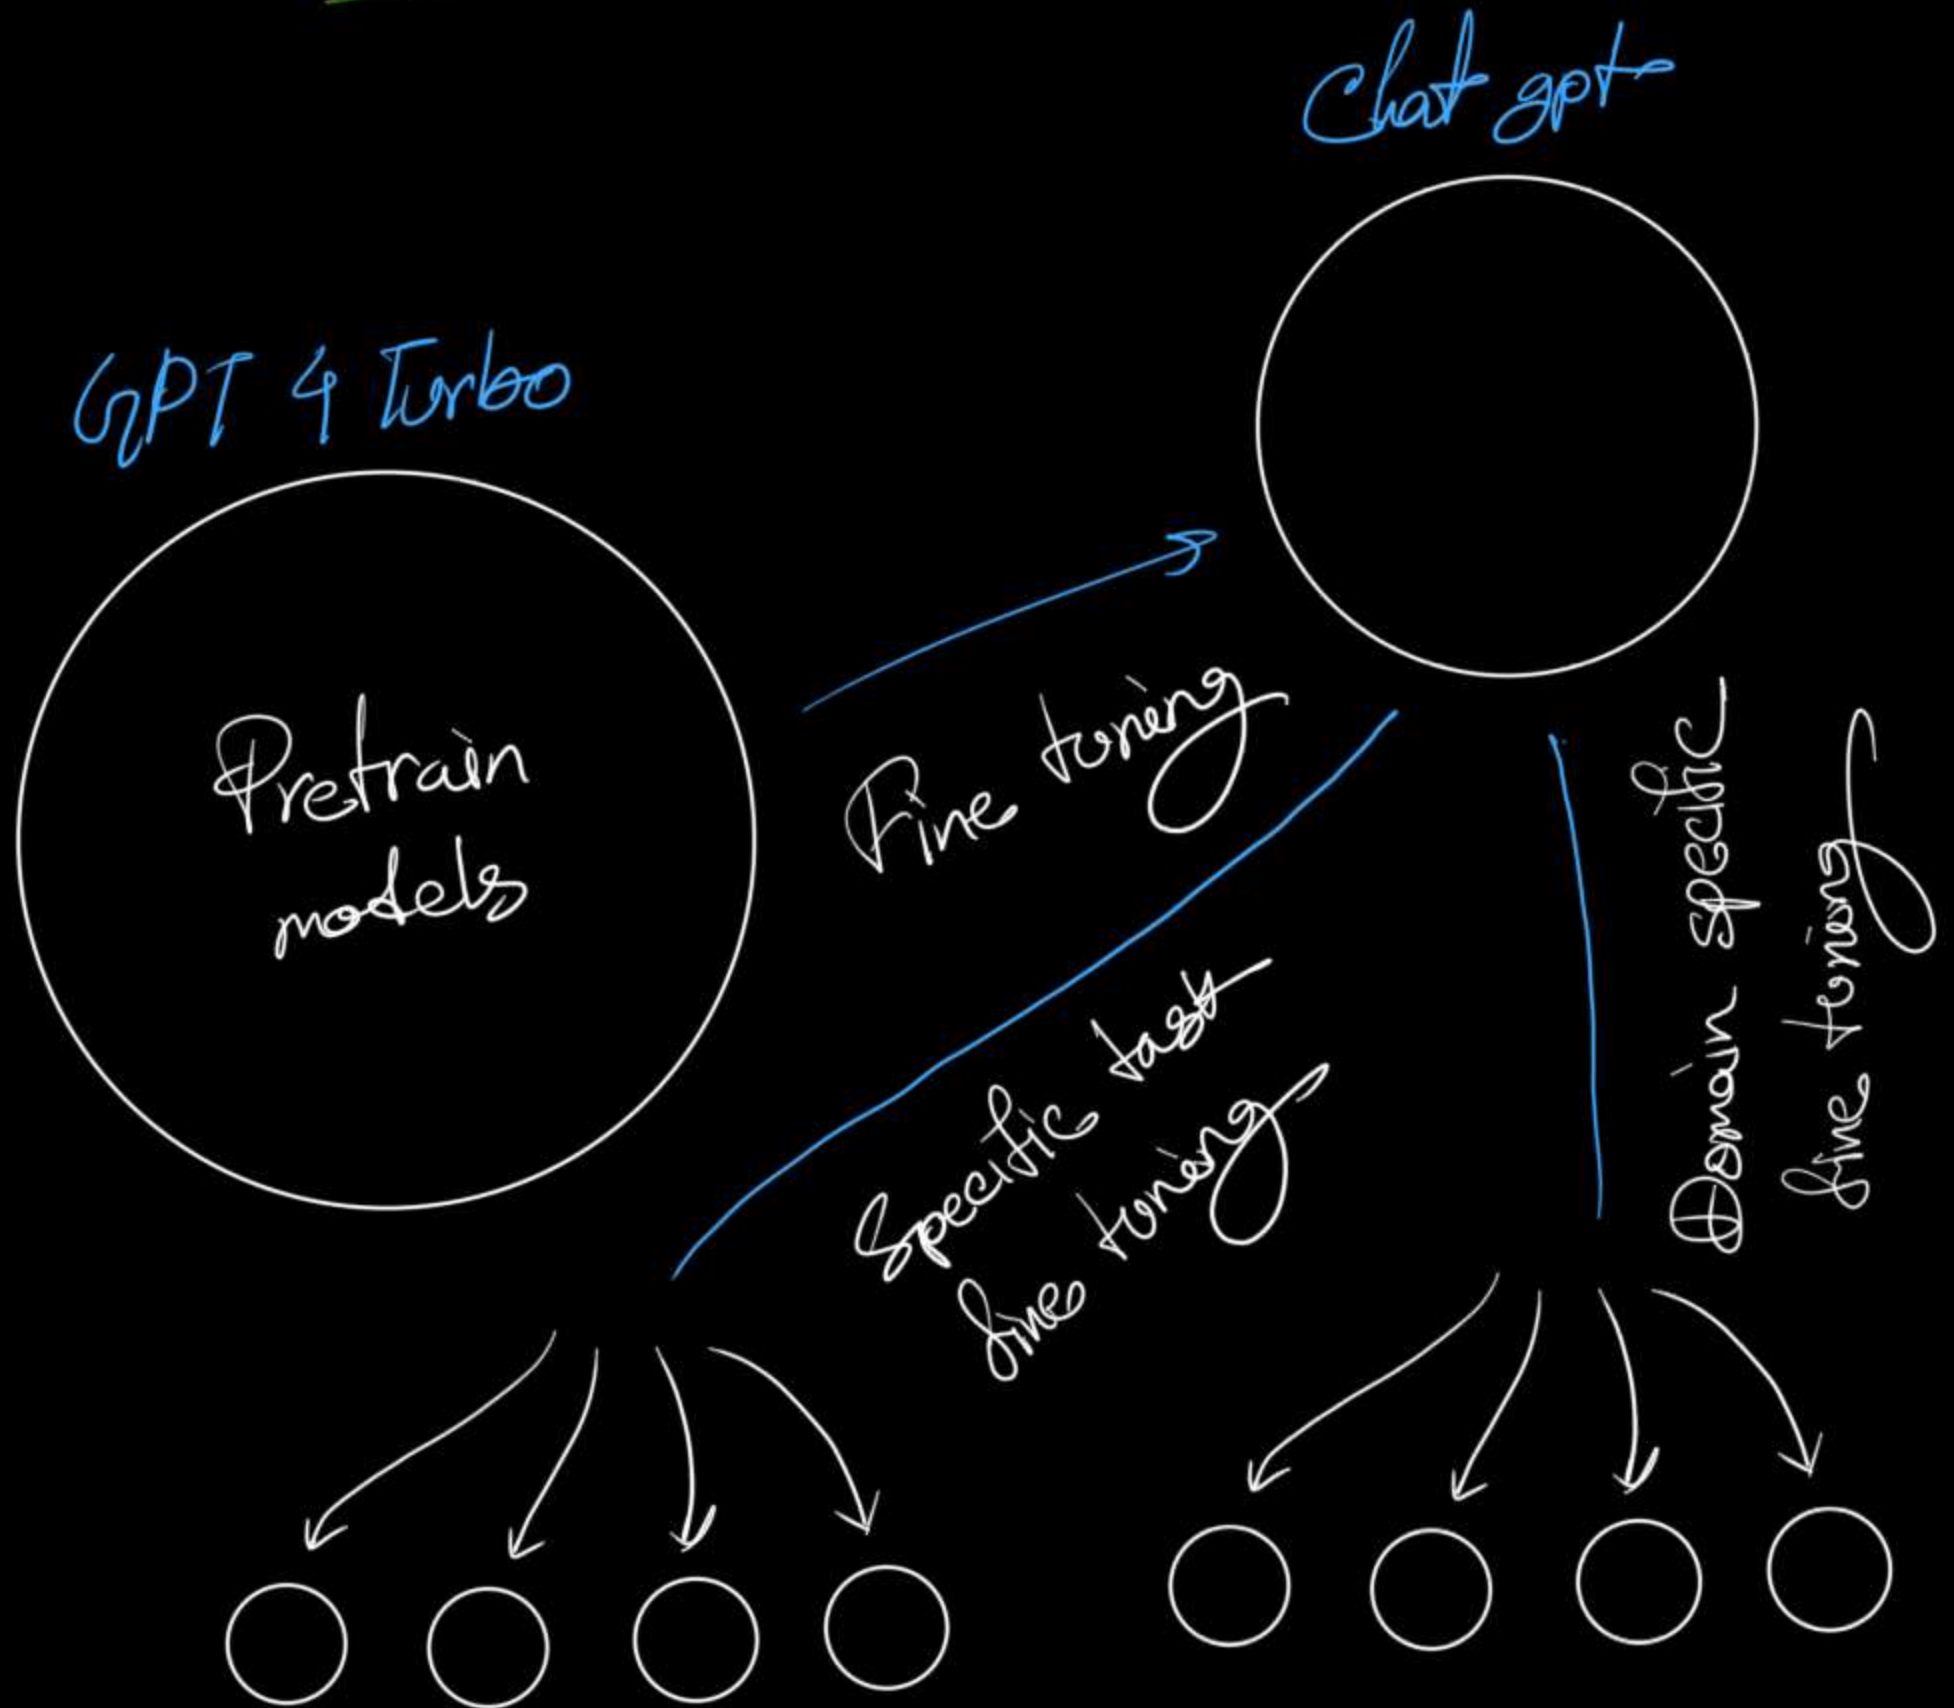 Chat gpt
GPT 4 Turbo
Pretrain
models
Fine tuning
Specific task
fine tuning
Domain specific
fine tuning